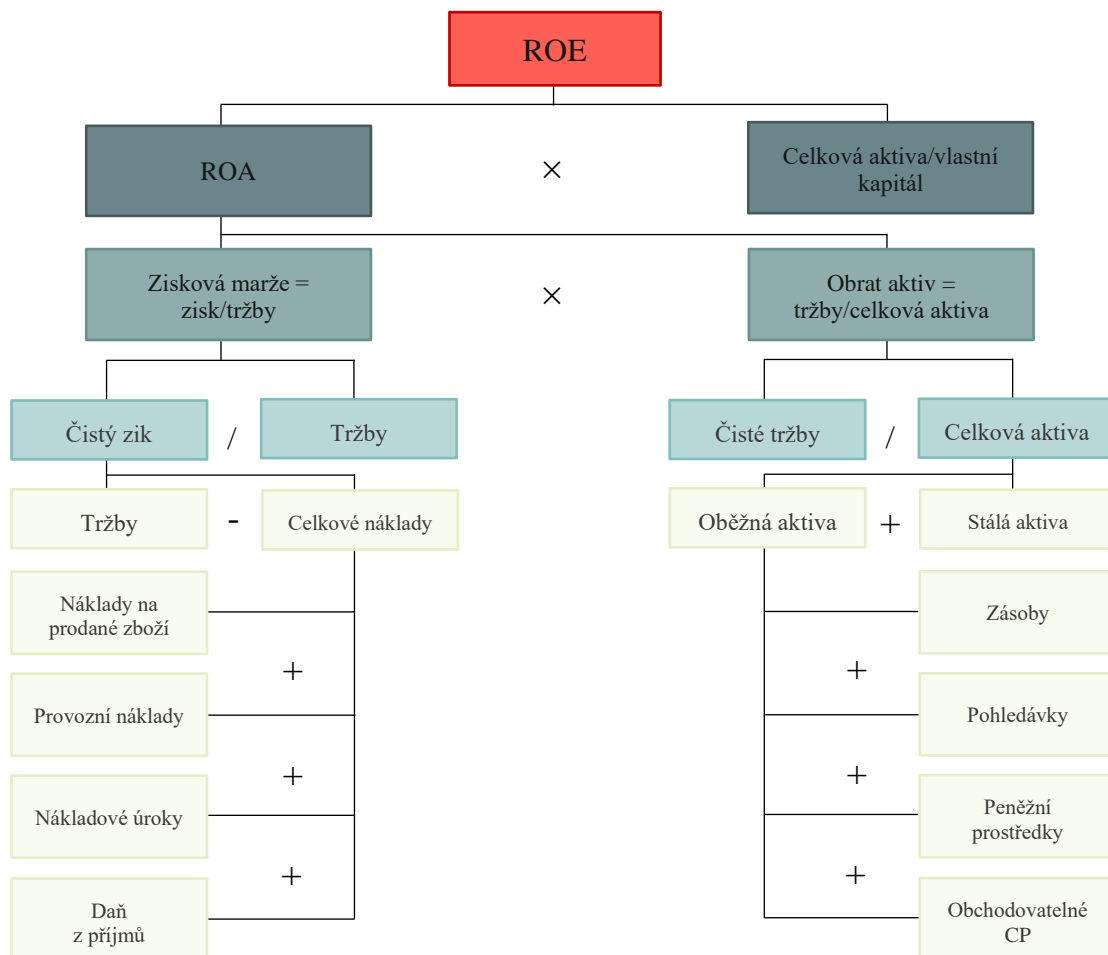 ROE
ROA
×
Celková aktiva/vlastní
kapitál
Zisková marže =
zisk/tržby
×
Obrat aktiv =
tržby/celková aktiva
Čistý zik
/
Tržby
Čisté tržby
/
Celková aktiva
Tržby
-
Celkové náklady
Oběžná aktiva
+
Stálá aktiva
Náklady na
prodané zboží
Zásoby
+
+
Provozní náklady
Pohledávky
+
+
Nákladové úroky
Peněžní
prostředky
+
+
Daň
z příjmů
Obchodovatelné
CP